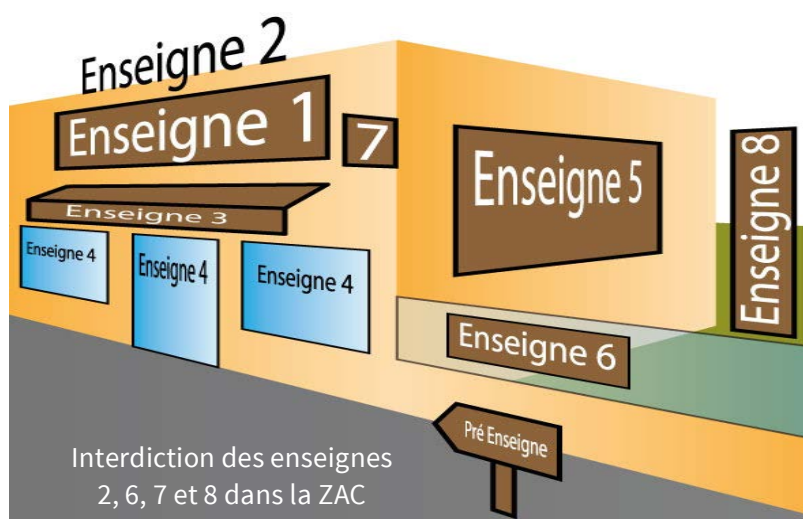 Enseigne 2
Enseigne 1
7
Enseigne 3
Enseigne 4
Enseigne 4
Enseigne 4
Enseigne 5
Enseigne 8
Enseigne 6
Pré Enseigne
Interdiction des enseignes
2, 6, 7 et 8 dans la ZAC